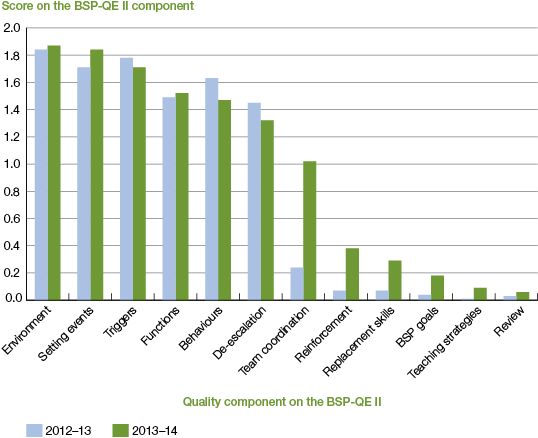 Score on the BSP-QE II component
2.0
1.8
1.6
1.4
1.2
1.0
0.8
0.6
0.4
0.2
0.0
Environment
Setting events
Triggers
Functions
Behaviours
De-escalation
Team coordination
Reinforcement
Replacement skills
BSP goals
Teaching strategies
Review
Quality component on the BSP-QE II
2012–13
2013–14